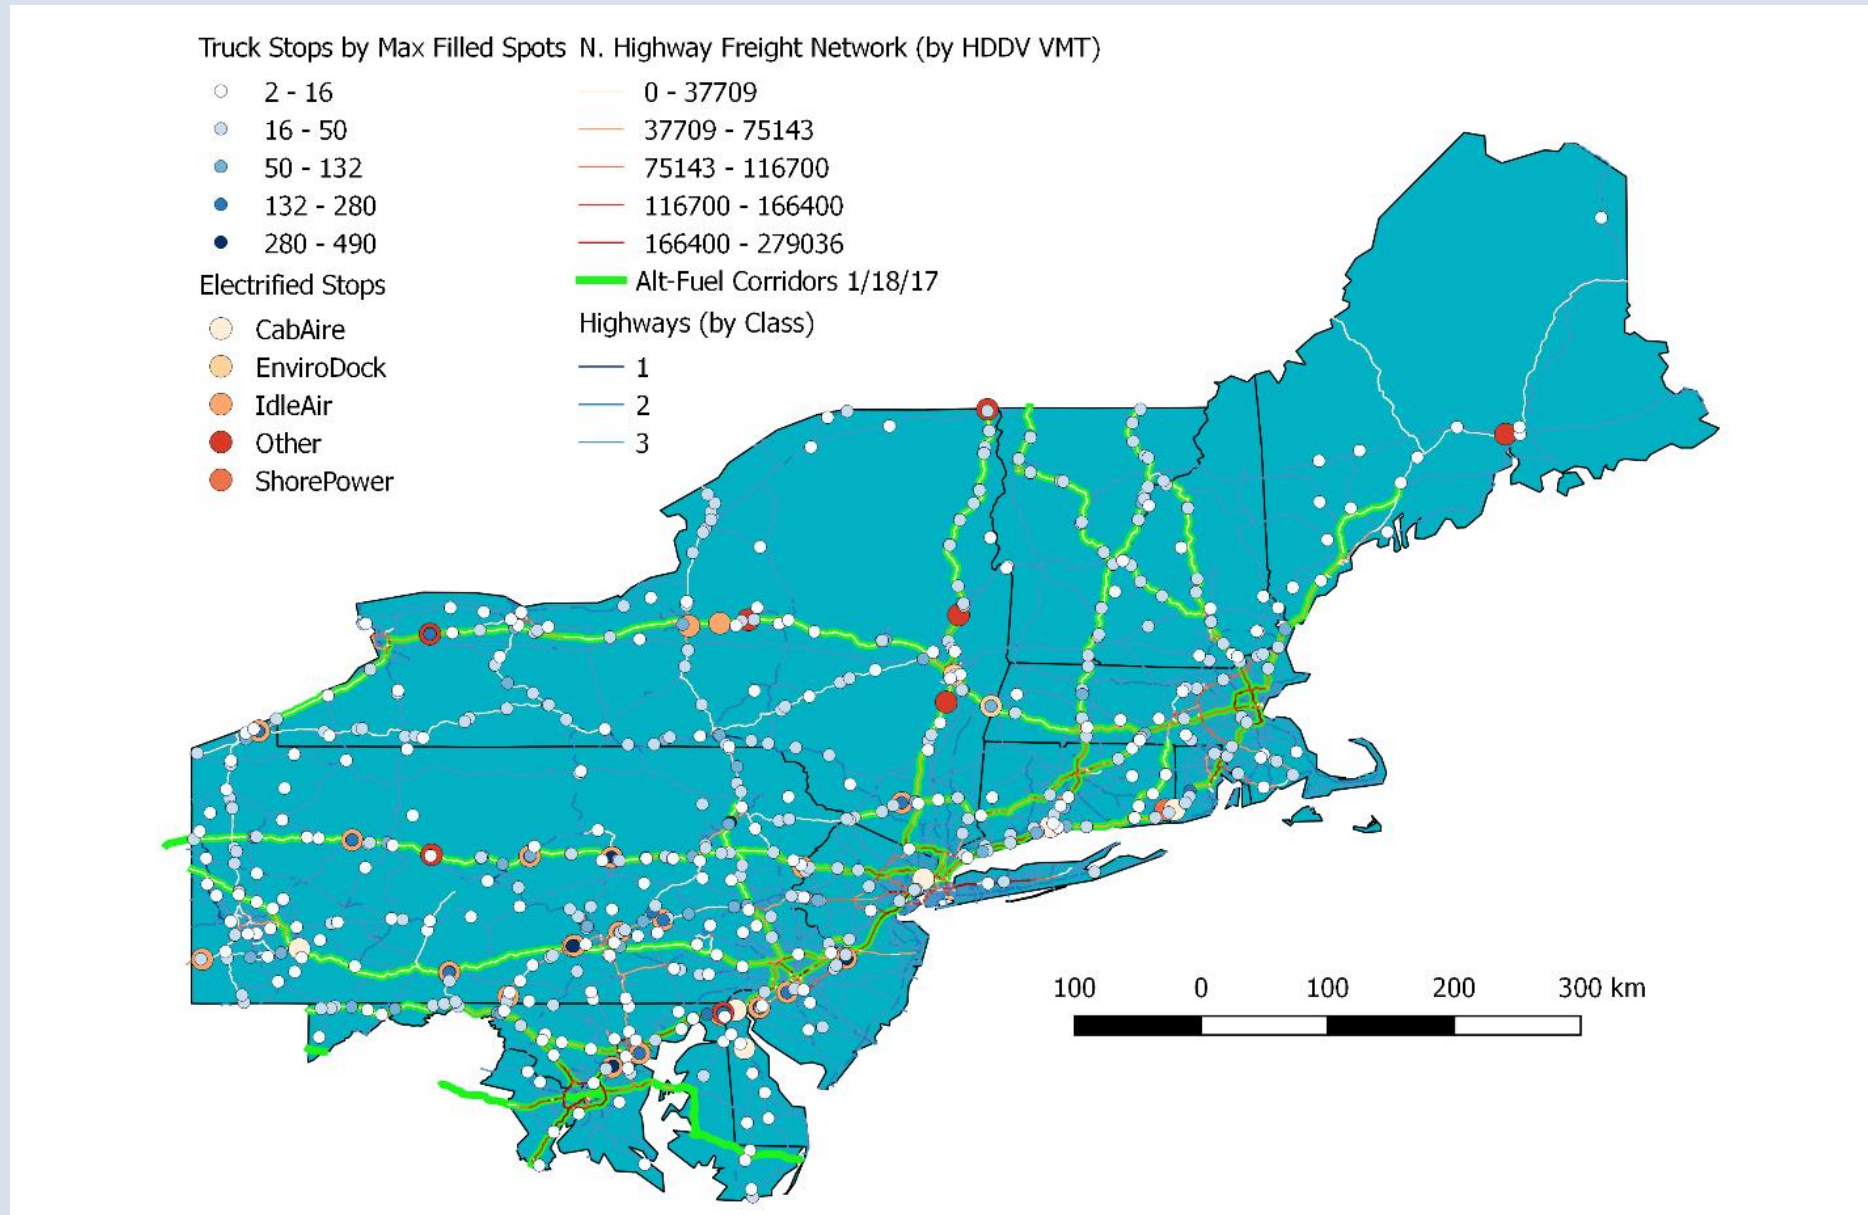 Truck Stops by Max Filled Spots
2 - 16
16 - 50
50 - 132
132 - 280
280 - 490
Electrified Stops
CabAire
EnviroDock
IdleAir
Other
ShorePower
N. Highway Freight Network (by HDDV VMT)
0 - 37709
37709 - 75143
75143 - 116700
116700 - 166400
166400 - 279036
Alt-Fuel Corridors 1/18/17
Highways (by Class)
1
2
3
100 0 100 200 300 km